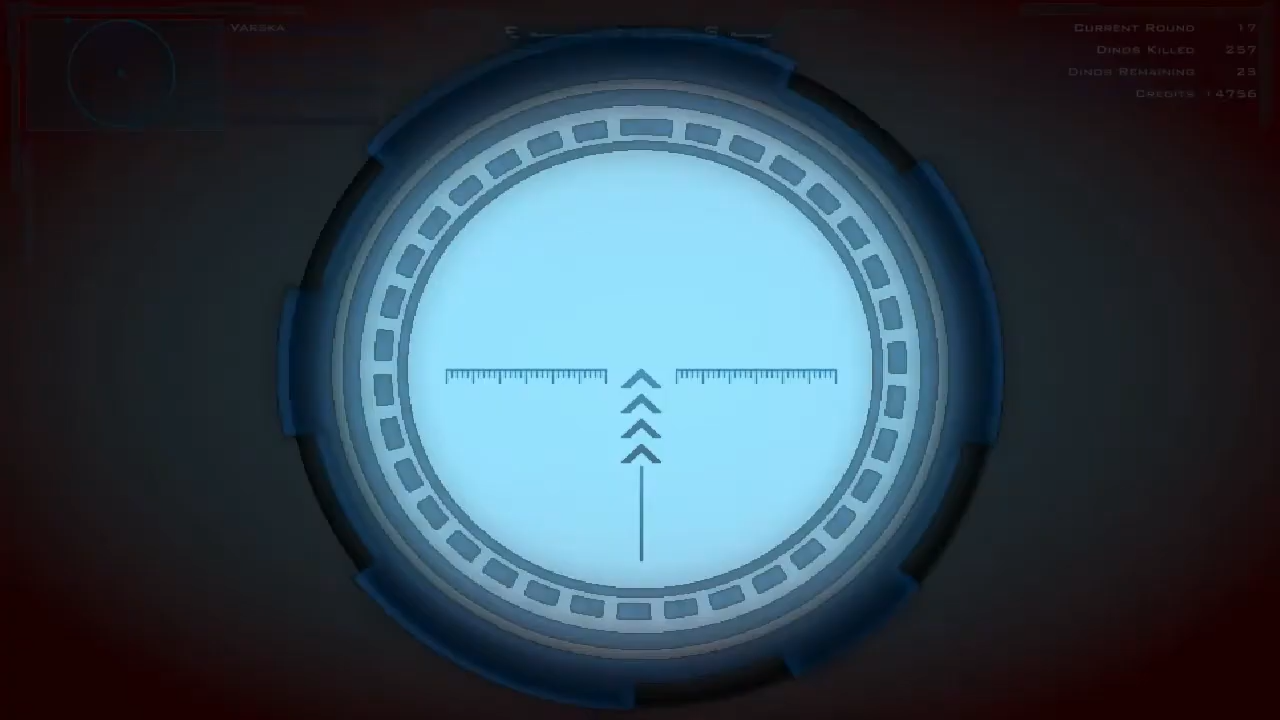 Varska
E S
Current Round 17
Dinos Killed 257
Dinos Remaining 23
Credits 14756